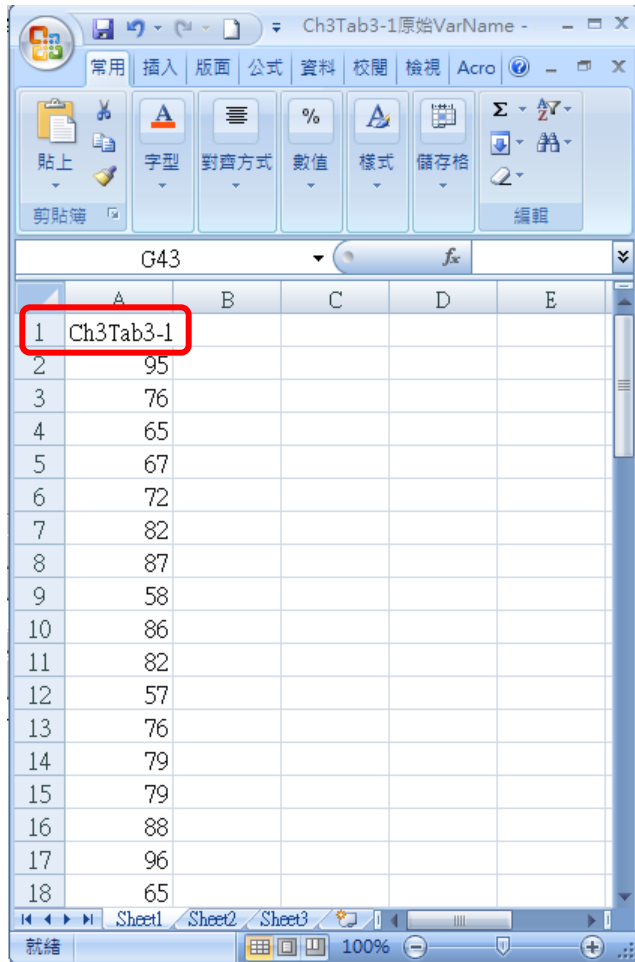 Ch3Tab3-1原始VarName -
常用 插入 版面 公式 資料 校閱 檢視 Acro
貼上 字型 對齊方式 % 數值 樣式 儲存格 Σ
剪貼簿 編輯
G43 fx
A B C D E
1 Ch3Tab3-1
2 95
3 76
4 65
5 67
6 72
7 82
8 87
9 58
10 86
11 82
12 57
13 76
14 79
15 79
16 88
17 96
18 65
Sheet1 Sheet2 Sheet3
就緒 100%